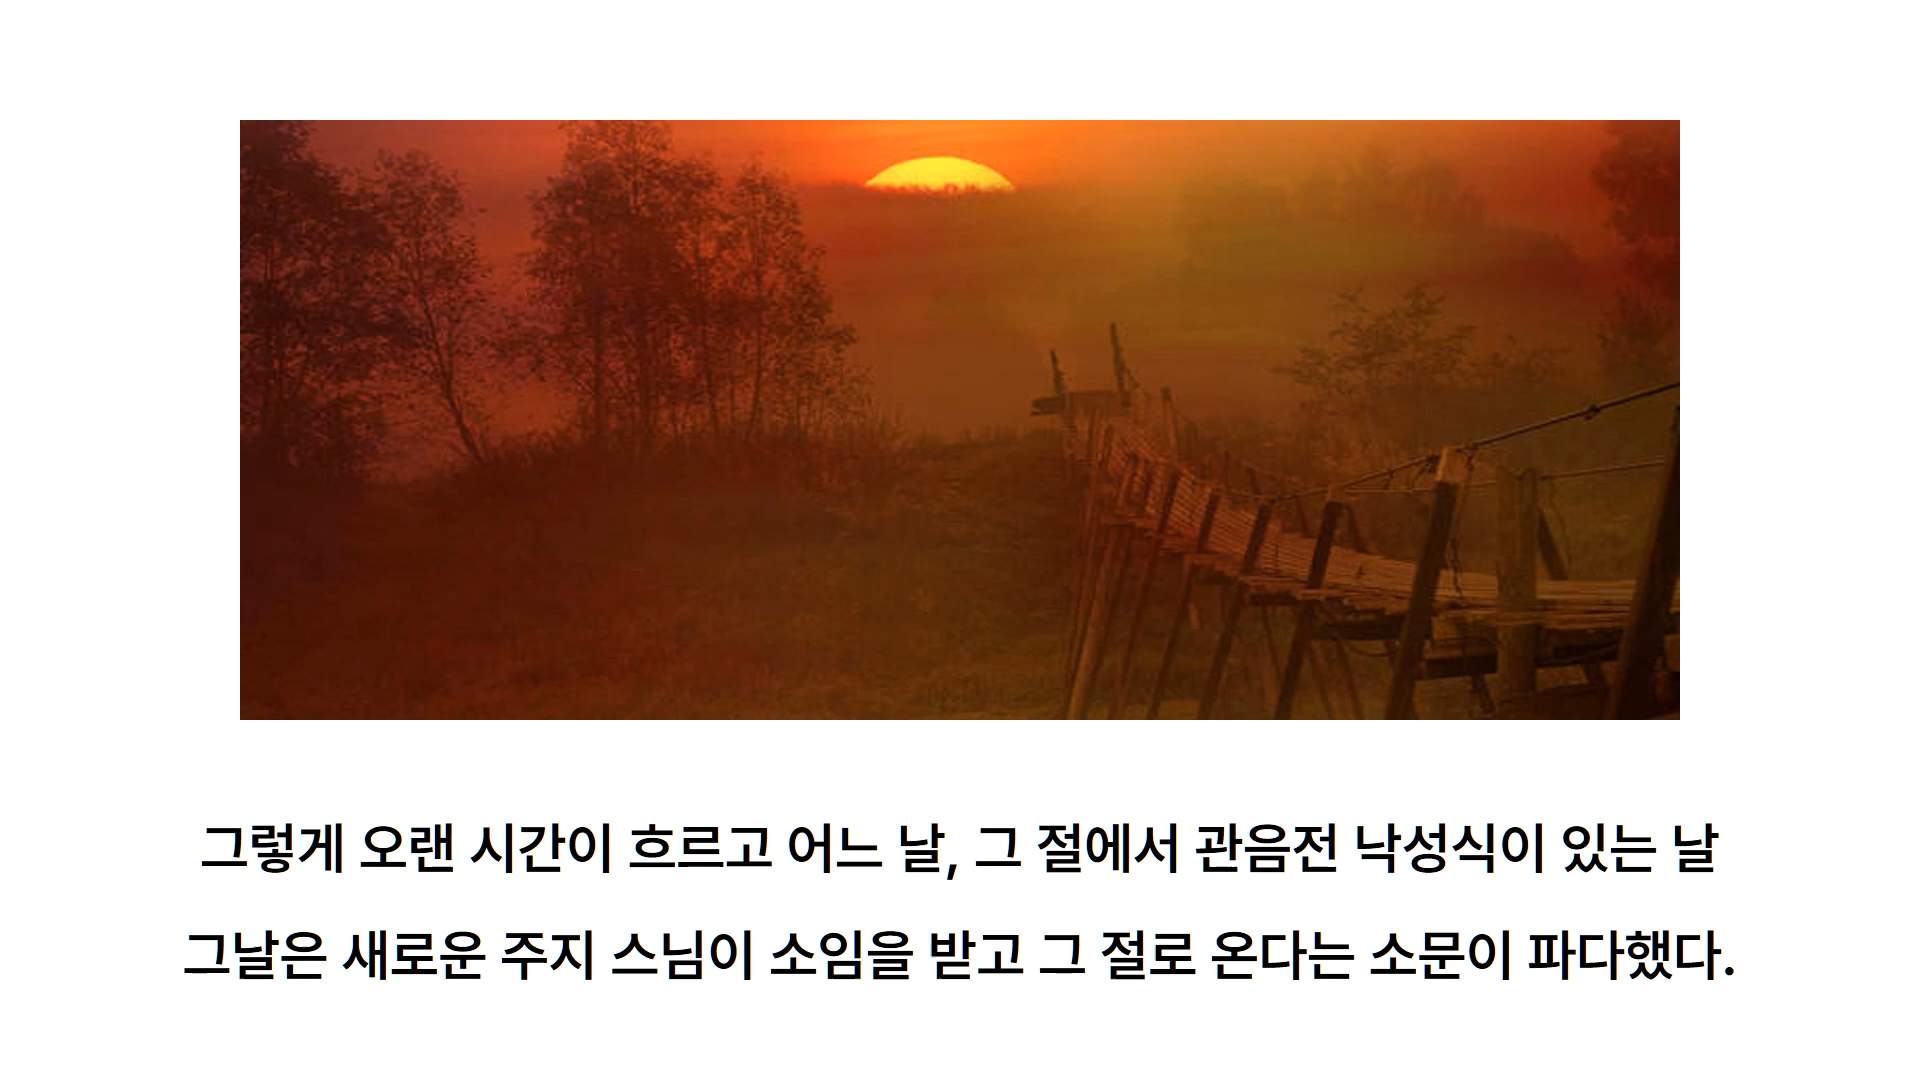 그렇게 오랜 시간이 흐르고 어느 날, 그 절에서 관음전 낙성식이 있는 날
그날은 새로운 주지 스님이 소임을 받고 그 절로 온다는 소문이 파다했다.